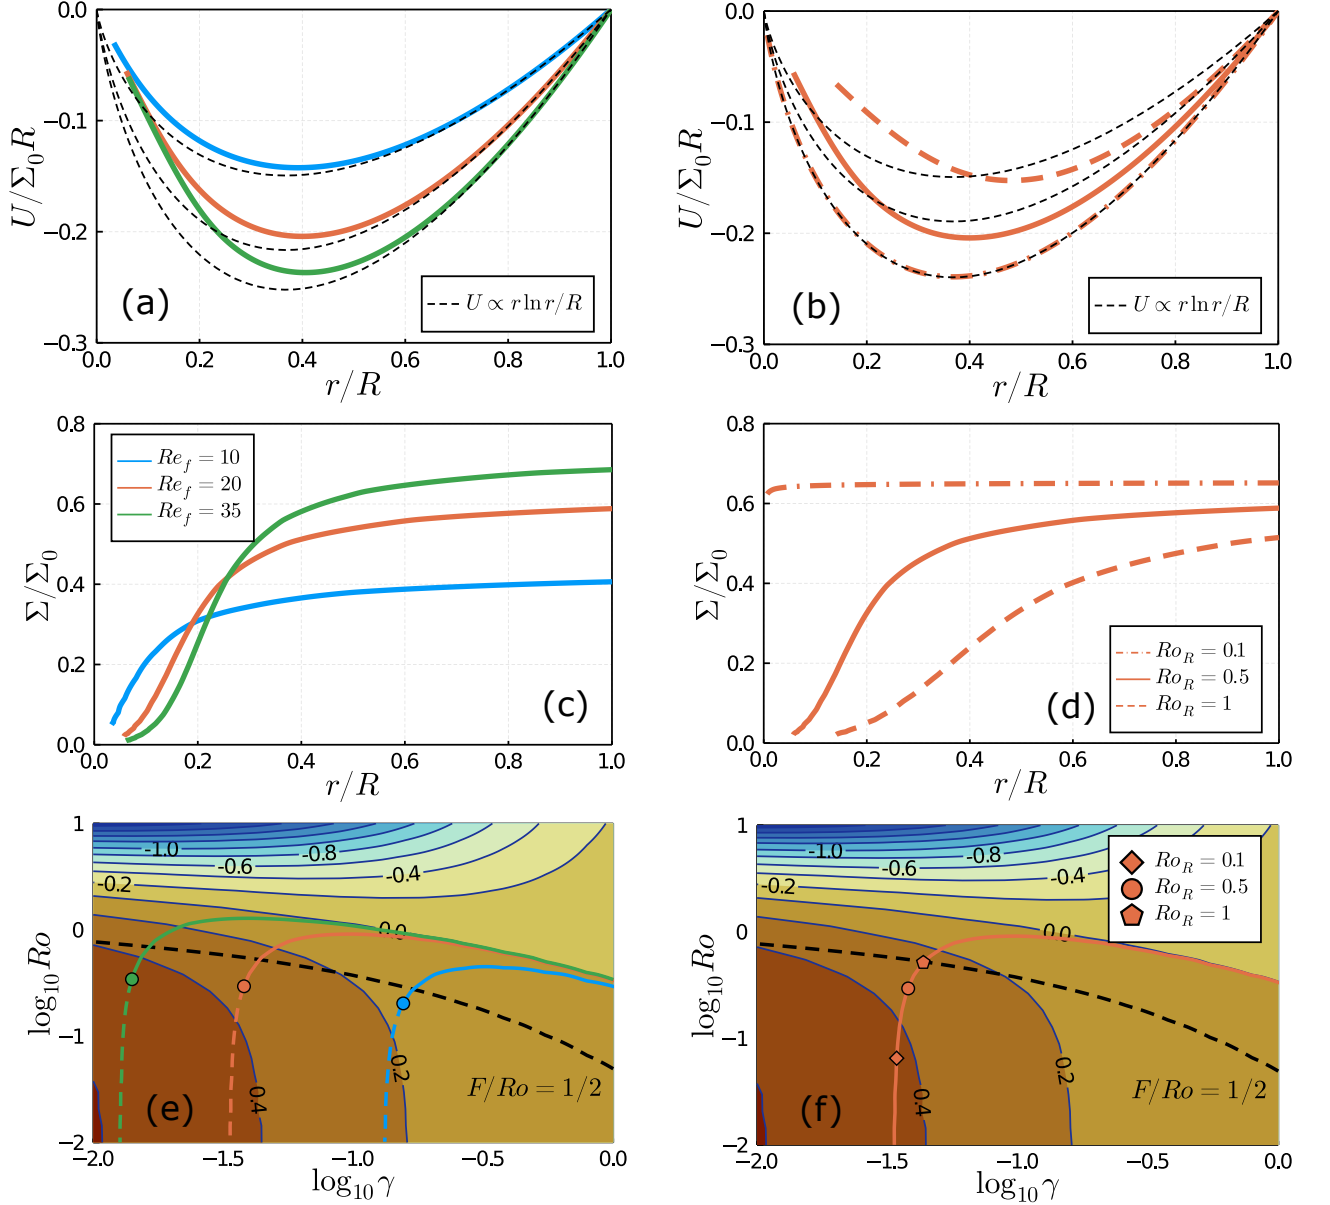 0.0
−0.1
−0.2
−0.3
U/Σ₀R
(a)
U ∝ r ln r/R
0.0 0.2 0.4 0.6 0.8 1.0
r/R
0.0
−0.1
−0.2
−0.3
U/Σ₀R
(b)
U ∝ r ln r/R
0.0 0.2 0.4 0.6 0.8 1.0
r/R
0.8
0.6
0.4
0.2
0.0
Σ/Σ₀
Re_f = 10
Re_f = 20
Re_f = 35
(c)
0.0 0.2 0.4 0.6 0.8 1.0
r/R
0.8
0.6
0.4
0.2
0.0
Σ/Σ₀
(d)
Ro_R = 0.1
Ro_R = 0.5
Ro_R = 1
0.0 0.2 0.4 0.6 0.8 1.0
r/R
1
0
−1
−2
log₁₀ Ro
-1.0
-0.8
-0.6
-0.4
-0.2
0.0
0.2
0.4
F/Ro = 1/2
(e)
−2.0 −1.5 −1.0 −0.5 0.0
log₁₀ γ
1
0
−1
−2
log₁₀ Ro
-1.0
-0.8
-0.6
-0.4
-0.2
0.0
0.2
0.4
Ro_R = 0.1
Ro_R = 0.5
Ro_R = 1
F/Ro = 1/2
(f)
−2.0 −1.5 −1.0 −0.5 0.0
log₁₀ γ